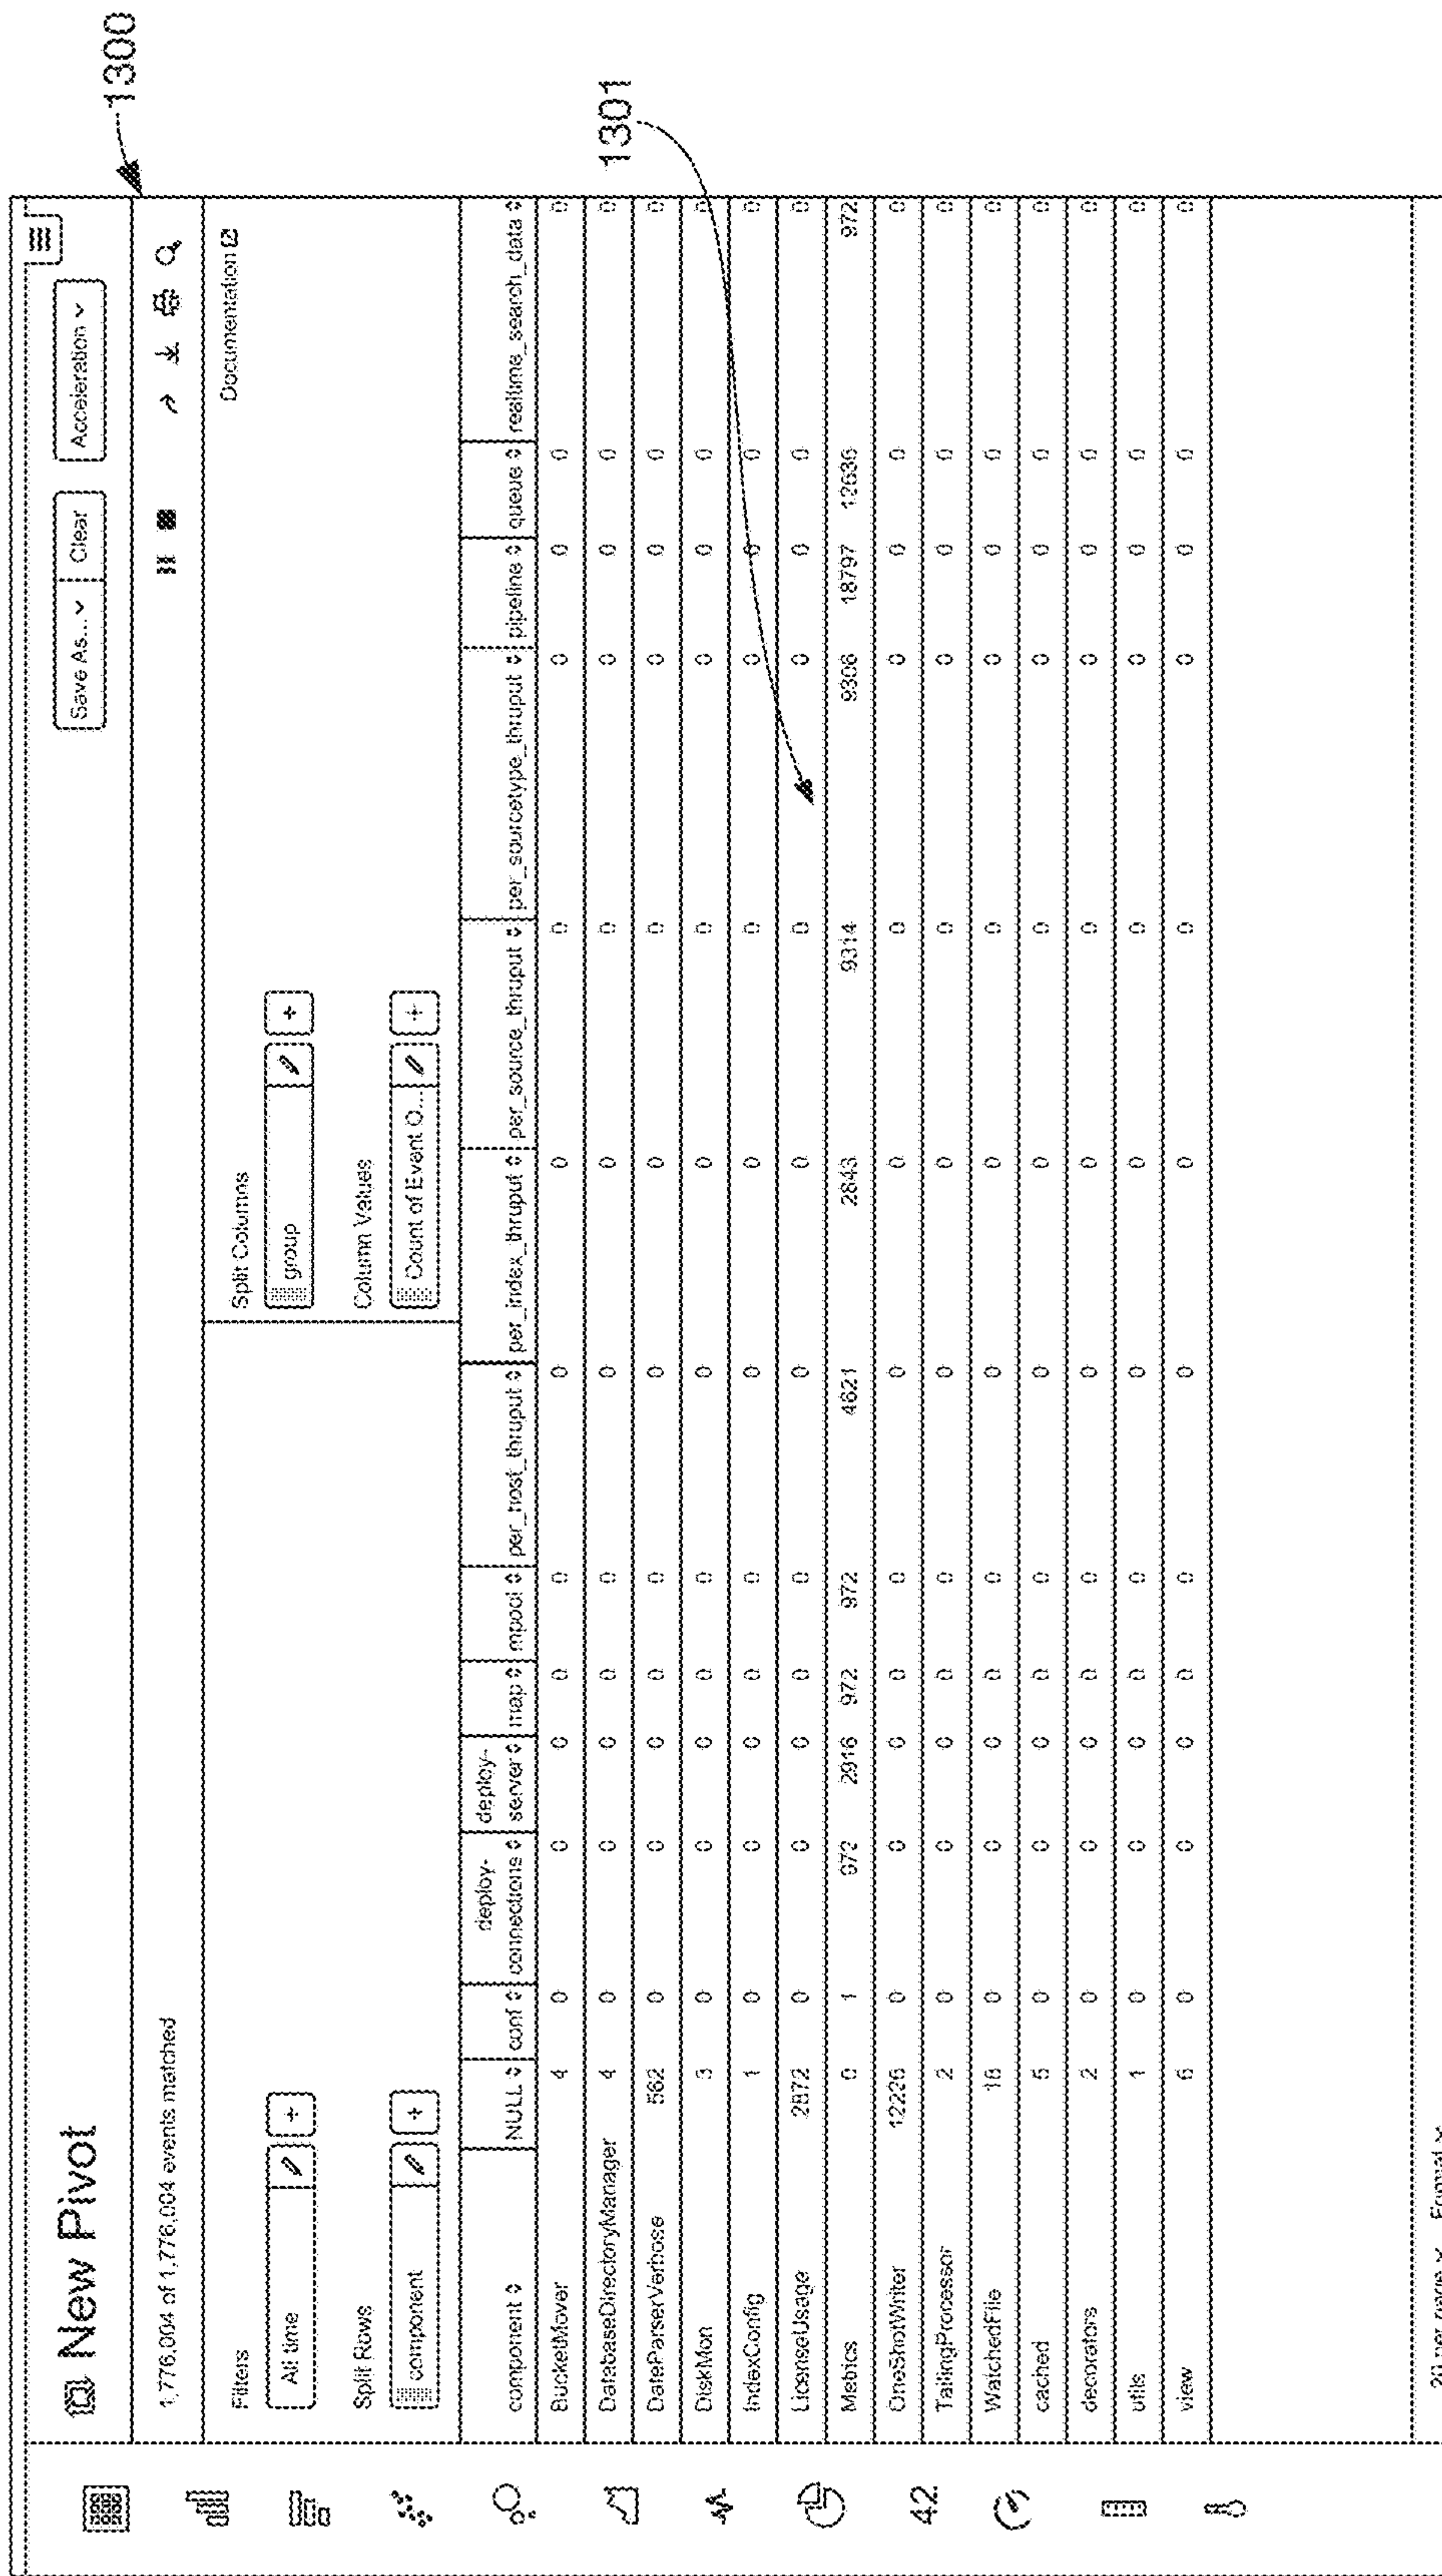 1300
1301
New Pivot
Save As... Clear Acceleration
1,776,004 of 1,776,004 events matched
Filters Split Columns Documentation
All time + group +
Split Rows Column Values
component + Count of Event O... +
component NULL conf deploy-connections deploy-server map mpool per_host_thruput per_index_thruput per_source_thruput per_sourcetype_thruput pipeline queue realtime_search_data
BucketMover 4 0 0 0 0 0 0 0 0 0 0 0 0
DatabaseDirectoryManager 4 0 0 0 0 0 0 0 0 0 0 0 0
DateParserVerbose 562 0 0 0 0 0 0 0 0 0 0 0 0
DiskMon 3 0 0 0 0 0 0 0 0 0 0 0 0
IndexConfig 1 0 0 0 0 0 0 0 0 0 0 0 0
LicenseUsage 2872 0 0 0 0 0 0 0 0 0 0 0 0
Metrics 0 1 972 2916 972 972 4621 2843 9314 9306 18797 12636 972
OneShotWriter 12226 0 0 0 0 0 0 0 0 0 0 0 0
TailingProcessor 2 0 0 0 0 0 0 0 0 0 0 0 0
WatchedFile 16 0 0 0 0 0 0 0 0 0 0 0 0
cached 5 0 0 0 0 0 0 0 0 0 0 0 0
decorators 2 0 0 0 0 0 0 0 0 0 0 0 0
utils 1 0 0 0 0 0 0 0 0 0 0 0 0
view 6 0 0 0 0 0 0 0 0 0 0 0 0
42
20 per page Format